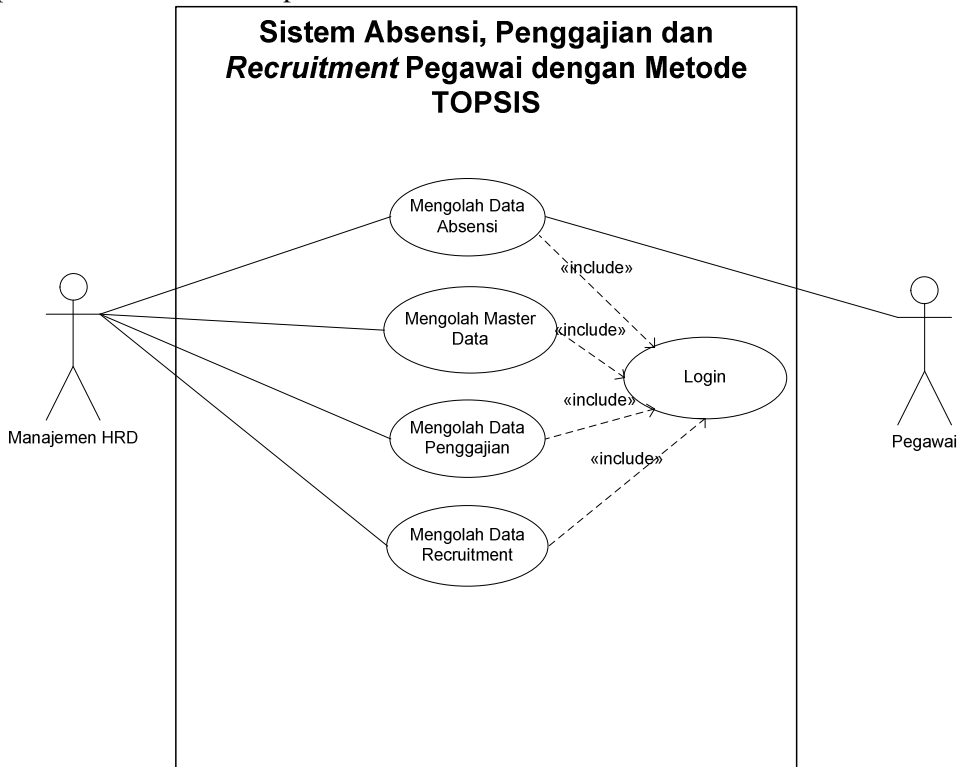 Sistem Absensi, Penggajian dan
Recruitment Pegawai dengan Metode
TOPSIS
Mengolah Data
Absensi
«include»
Mengolah Master
Data
«include»
Login
«include»
Mengolah Data
Penggajian
«include»
Mengolah Data
Recruitment
Manajemen HRD
Pegawai